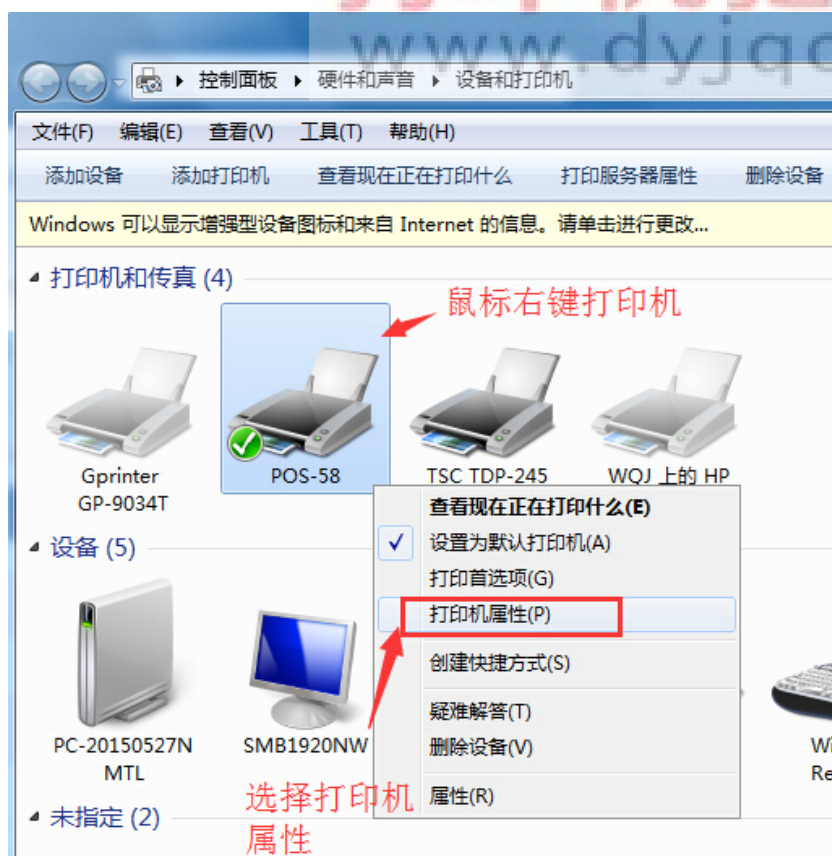 www.dyjqd
控制面板 硬件和声音 设备和打印机
文件(F) 编辑(E) 查看(V) 工具(T) 帮助(H)
添加设备 添加打印机 查看现在正在打印什么 打印服务器属性 删除设备
Windows 可以显示增强型设备图标和来自 Internet 的信息。请单击进行更改...
打印机和传真 (4)
鼠标右键打印机
Gprinter
GP-9034T
POS-58
TSC TDP-245
WQJ 上的 HP
查看现在正在打印什么(E)
设置为默认打印机(A)
打印首选项(G)
打印机属性(P)
创建快捷方式(S)
疑难解答(T)
删除设备(V)
属性(R)
设备 (5)
PC-20150527N
MTL
SMB1920NW
Wi
Re
选择打印机
属性
未指定 (2)